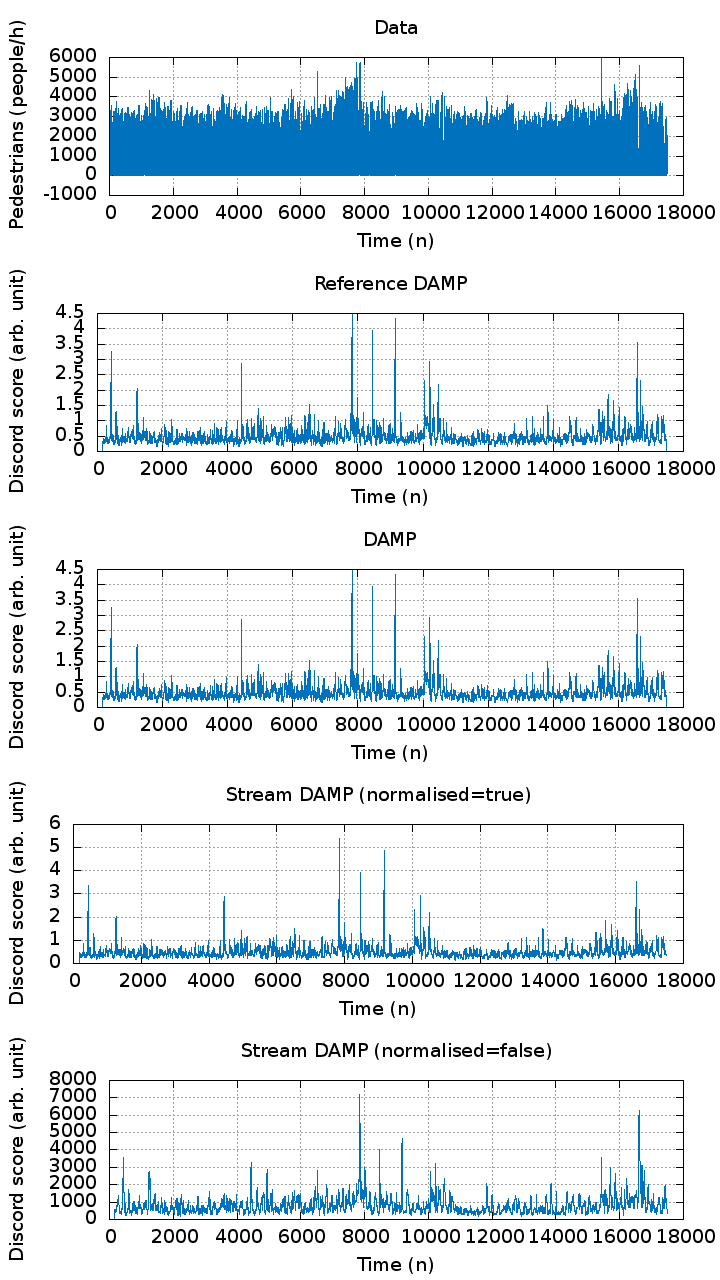 Data
Pedestrians (people/h)
6000
5000
4000
3000
2000
1000
0
-1000
0 2000 4000 6000 8000 10000 12000 14000 16000 18000
Time (n)
Reference DAMP
Discord score (arb. unit)
4.5
4
3.5
3
2.5
2
1.5
1
0.5
0
0 2000 4000 6000 8000 10000 12000 14000 16000 18000
Time (n)
DAMP
Discord score (arb. unit)
4.5
4
3.5
3
2.5
2
1.5
1
0.5
0
0 2000 4000 6000 8000 10000 12000 14000 16000 18000
Time (n)
Stream DAMP (normalised=true)
Discord score (arb. unit)
6
5
4
3
2
1
0
0 2000 4000 6000 8000 10000 12000 14000 16000 18000
Time (n)
Stream DAMP (normalised=false)
Discord score (arb. unit)
8000
7000
6000
5000
4000
3000
2000
1000
0
0 2000 4000 6000 8000 10000 12000 14000 16000 18000
Time (n)